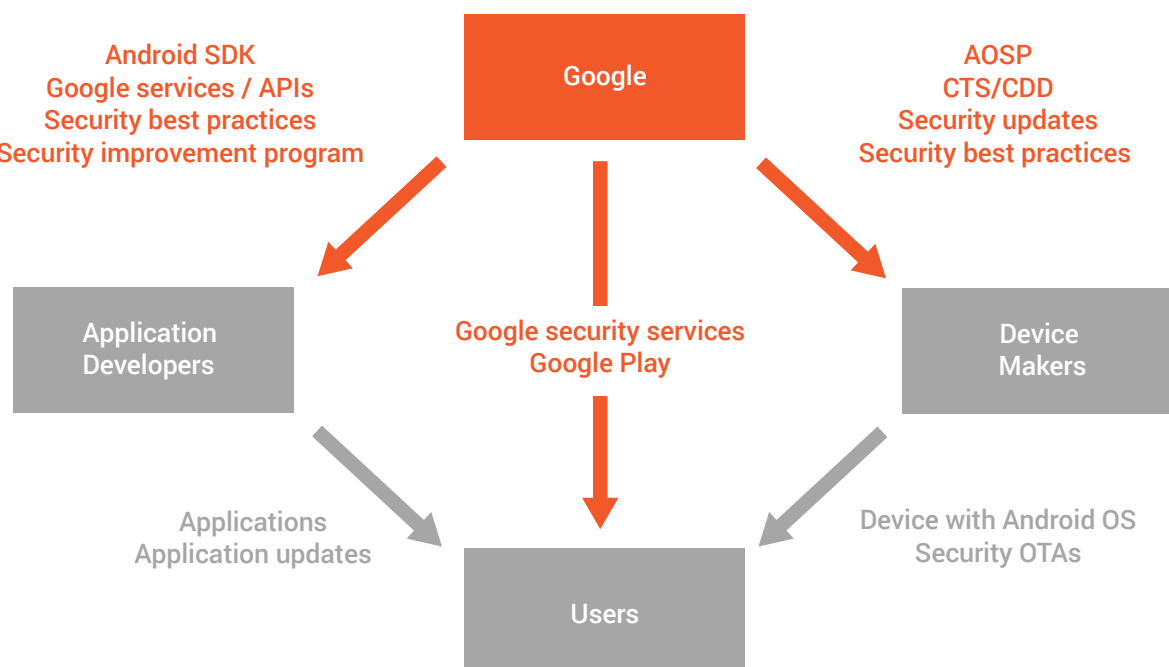 Android SDK
Google services / APIs
Security best practices
Security improvement program
Google
AOSP
CTS/CDD
Security updates
Security best practices
Application
Developers
Google security services
Google Play
Device
Makers
Applications
Application updates
Device with Android OS
Security OTAs
Users